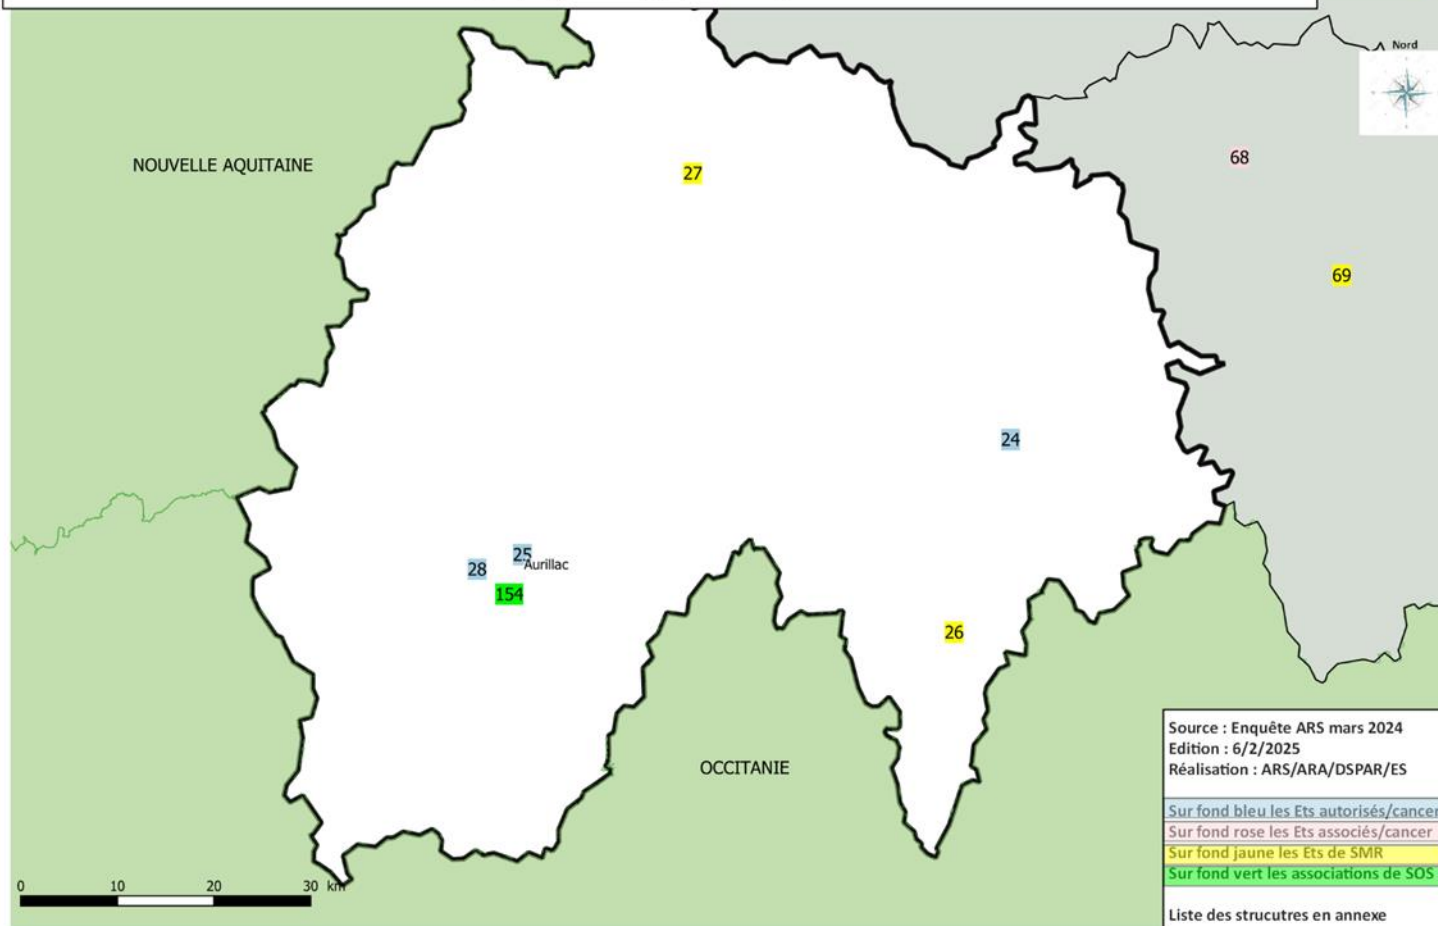 Nord
NOUVELLE AQUITAINE
68
27
69
24
25
Aurillac
28
154
26
OCCITANIE
Source : Enquête ARS mars 2024
Edition : 6/2/2025
Réalisation : ARS/ARA/DSPAR/ES
Sur fond bleu les Ets autorisés/cancer
Sur fond rose les Ets associés/cancer
Sur fond jaune les Ets de SMR
Sur fond vert les associations de SOS
Liste des strucutres en annexe
0 10 20 30 km